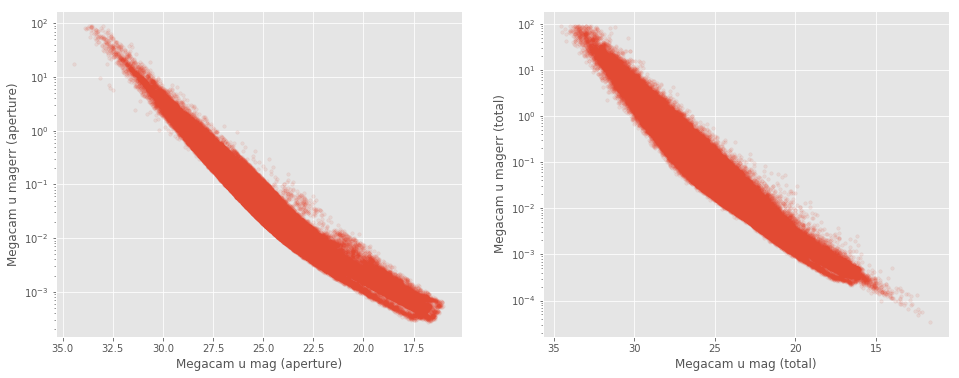 10²
10¹
10⁰
10⁻¹
10⁻²
10⁻³
35.0 32.5 30.0 27.5 25.0 22.5 20.0 17.5
Megacam u mag (aperture)
Megacam u magerr (aperture)
10²
10¹
10⁰
10⁻¹
10⁻²
10⁻³
10⁻⁴
35 30 25 20 15
Megacam u mag (total)
Megacam u magerr (total)